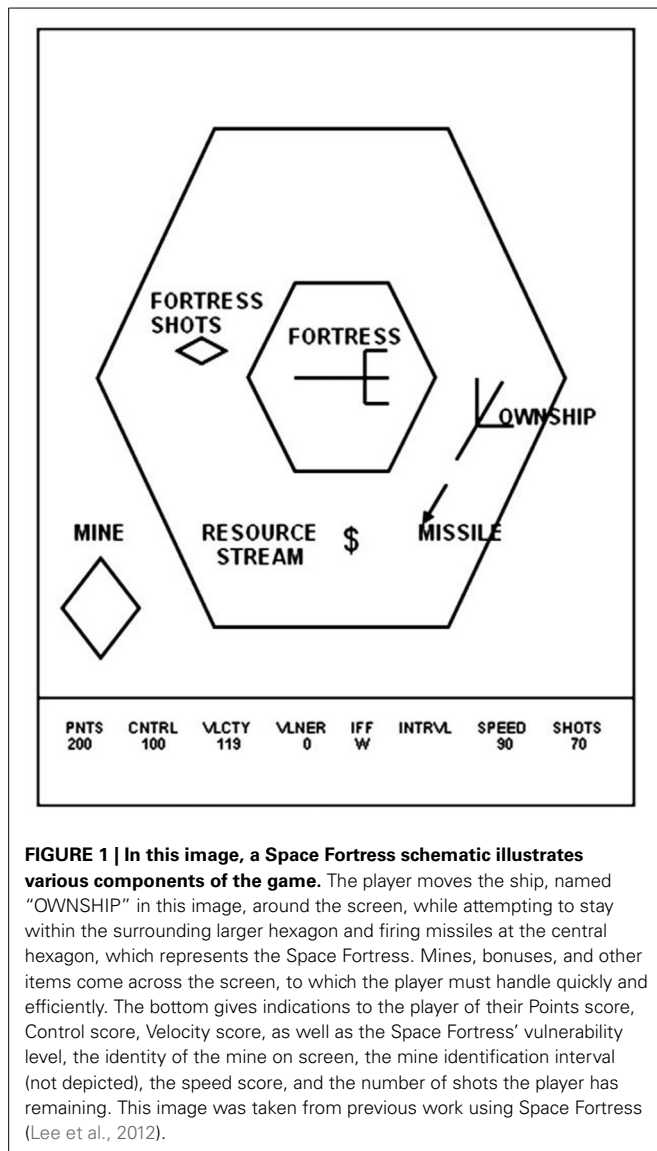 FORTRESS
SHOTS
FORTRESS
OWNSHIP
MINE
RESOURCE
STREAM
$
MISSILE
PNTS CNTRL VLCTY VLNER IFF INTRVL SPEED SHOTS
200 100 119 0 W 90 70
FIGURE 1 | In this image, a Space Fortress schematic illustrates
various components of the game. The player moves the ship, named
"OWNSHIP" in this image, around the screen, while attempting to stay
within the surrounding larger hexagon and firing missiles at the central
hexagon, which represents the Space Fortress. Mines, bonuses, and other
items come across the screen, to which the player must handle quickly and
efficiently. The bottom gives indications to the player of their Points score,
Control score, Velocity score, as well as the Space Fortress' vulnerability
level, the identity of the mine on screen, the mine identification interval
(not depicted), the speed score, and the number of shots the player has
remaining. This image was taken from previous work using Space Fortress
(Lee et al., 2012).